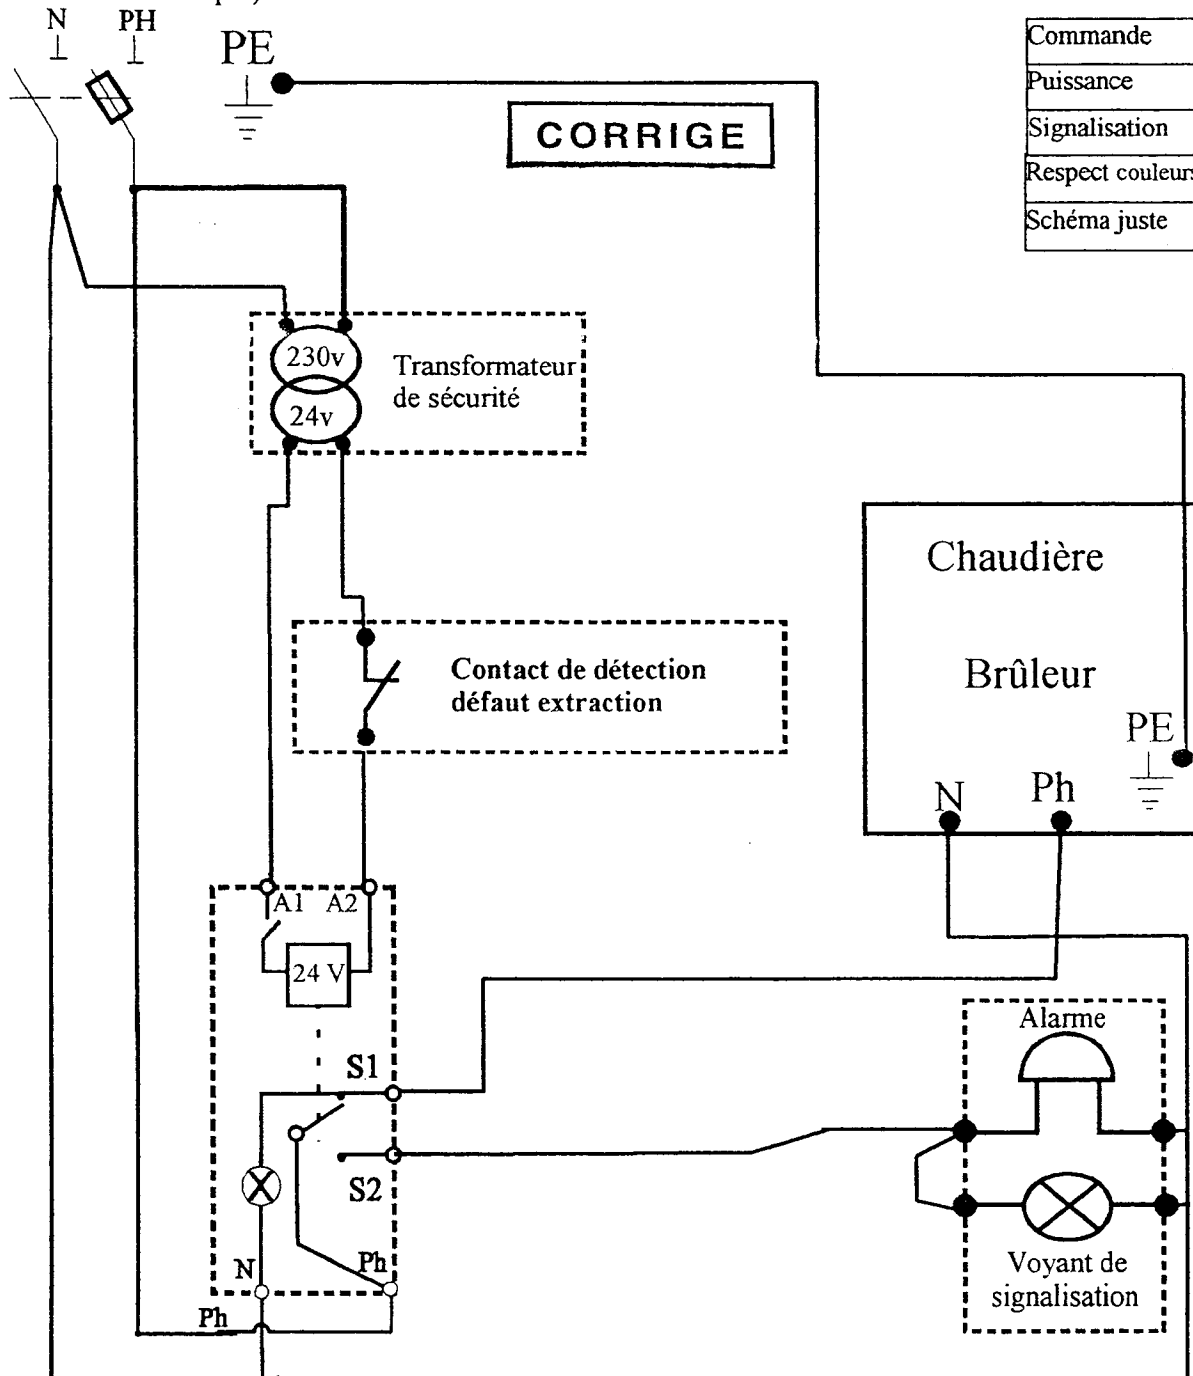 N
PH
PE
CORRIGE
Commande
Puissance
Signalisation
Respect couleurs
Schéma juste
230v
24v
Transformateur
de sécurité
Contact de détection
défaut extraction
Chaudière
Brûleur
PE
N
Ph
A1
A2
24 V
S1
S2
N
Ph
Ph
Alarme
Voyant de
signalisation